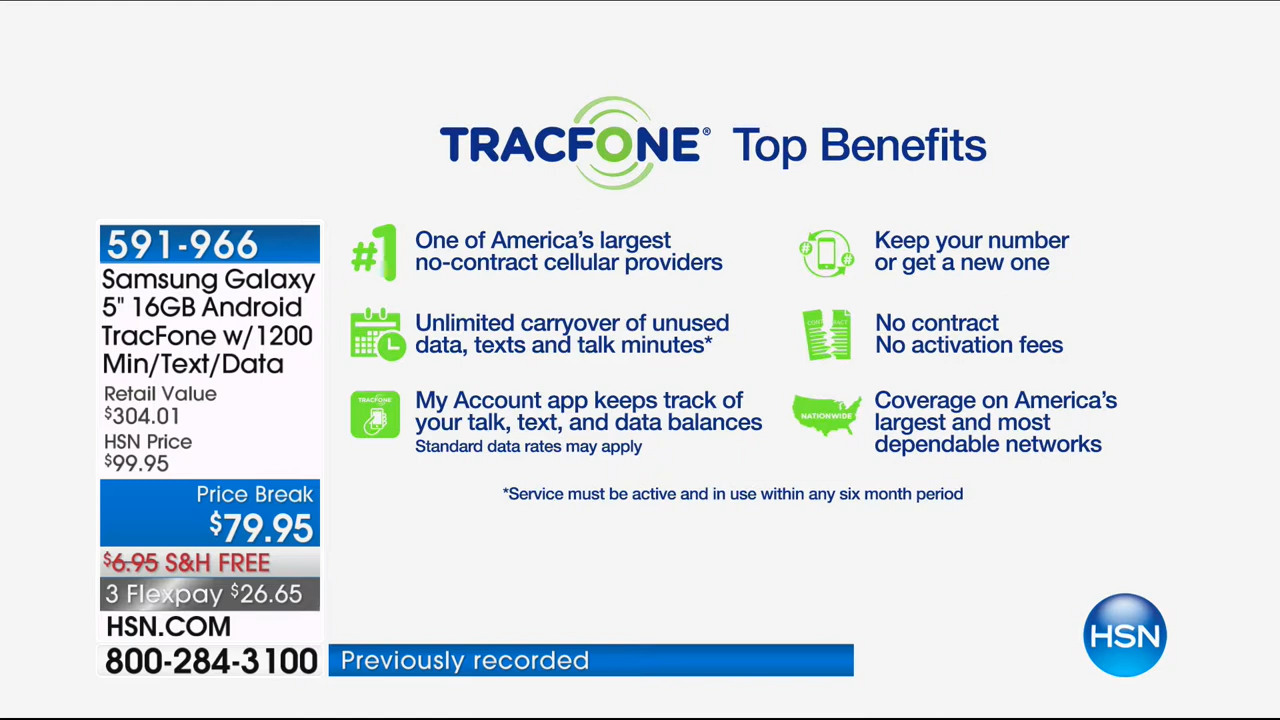 TRACFONE® Top Benefits
591-966
Samsung Galaxy
5" 16GB Android
TracFone w/1200
Min/Text/Data
Retail Value
$304.01
HSN Price
$99.95
Price Break
$79.95
$6.95 S&H FREE
3 Flexpay $26.65
HSN.COM
800-284-3100
#1
One of America's largest
no-contract cellular providers
Unlimited carryover of unused
data, texts and talk minutes*
TRACFONE
My Account app keeps track of
your talk, text, and data balances
Standard data rates may apply
# #
Keep your number
or get a new one
CONTRACT
No contract
No activation fees
NATIONWIDE
Coverage on America's
largest and most
dependable networks
*Service must be active and in use within any six month period
Previously recorded
HSN